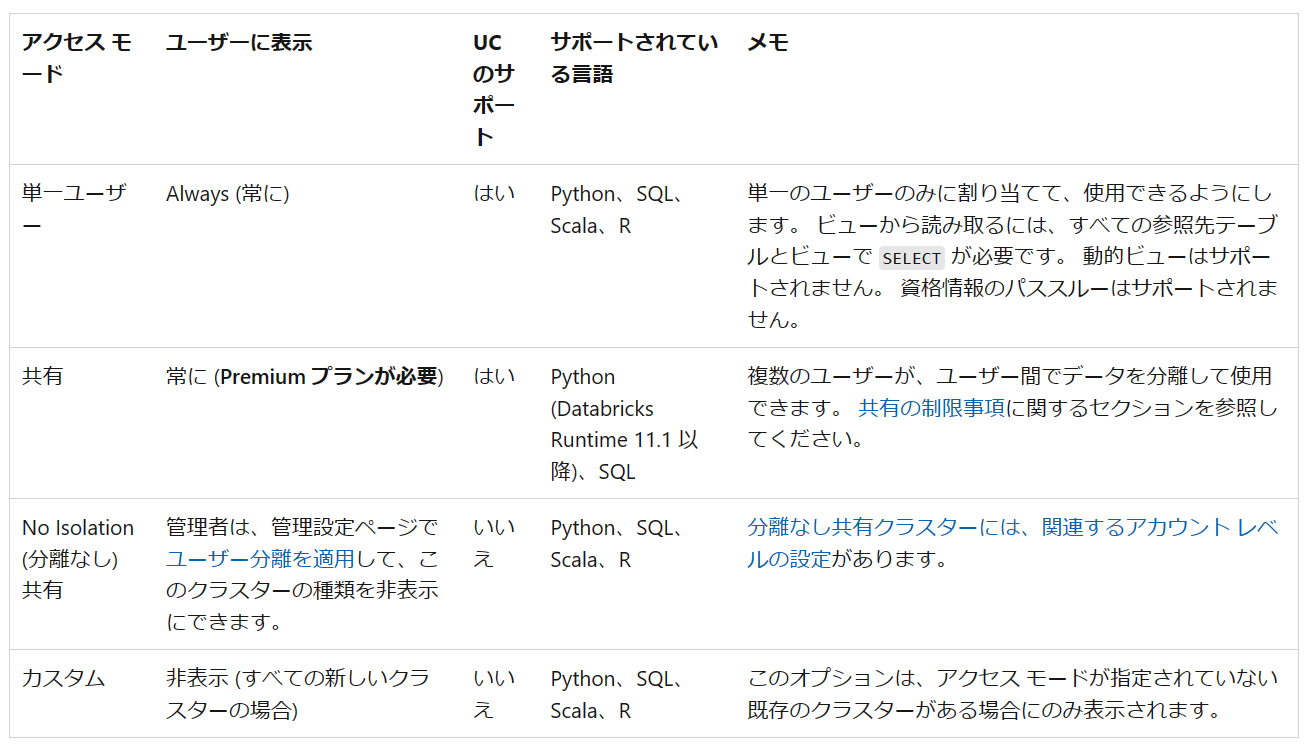 アクセス モ
ード
ユーザーに表示
UC
のサ
ポー
ト
サポートされてい
る言語
メモ
単一ユーザ
ー
Always (常に)
はい
Python、SQL、
Scala、R
単一のユーザーのみに割り当てて、使用できるようにし
ます。 ビューから読み取るには、すべての参照先テーブ
ルとビューで SELECT が必要です。 動的ビューはサポー
トされません。 資格情報のパススルーはサポートされま
せん。
共有
常に (Premium プランが必要)
はい
Python
(Databricks
Runtime 11.1 以
降)、SQL
複数のユーザーが、ユーザー間でデータを分離して使用
できます。 共有の制限事項に関するセクションを参照し
てください。
No Isolation
(分離なし)
共有
管理者は、管理設定ページで
ユーザー分離を適用して、こ
のクラスターの種類を非表示
にできます。
いい
え
Python、SQL、
Scala、R
分離なし共有クラスターには、関連するアカウント レベ
ルの設定があります。
カスタム
非表示 (すべての新しいクラ
スターの場合)
いい
え
Python、SQL、
Scala、R
このオプションは、アクセス モードが指定されていない
既存のクラスターがある場合にのみ表示されます。